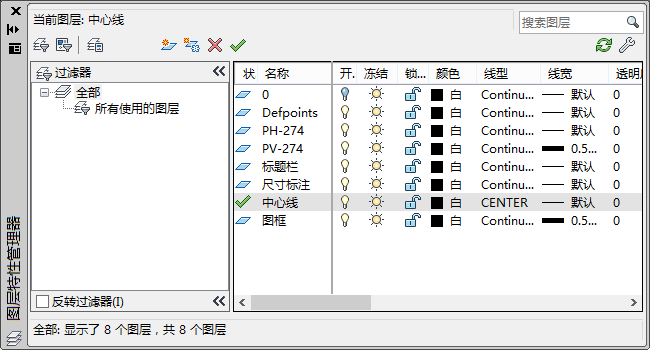 当前图层: 中心线
搜索图层
过滤器
全部
所有使用的图层
反转过滤器(I)
状 名称 开. 冻结 锁... 颜色 线型 线宽 透明
0 白 Continu... 默认 0
Defpoints 白 Continu... 默认 0
PH-274 白 Continu... 默认 0
PV-274 白 Continu... 0.5... 0
标题栏 白 Continu... 默认 0
尺寸标注 白 Continu... 默认 0
中心线 白 CENTER 默认 0
图框 白 Continu... 0.5... 0
全部: 显示了 8 个图层，共 8 个图层
图层特性管理器